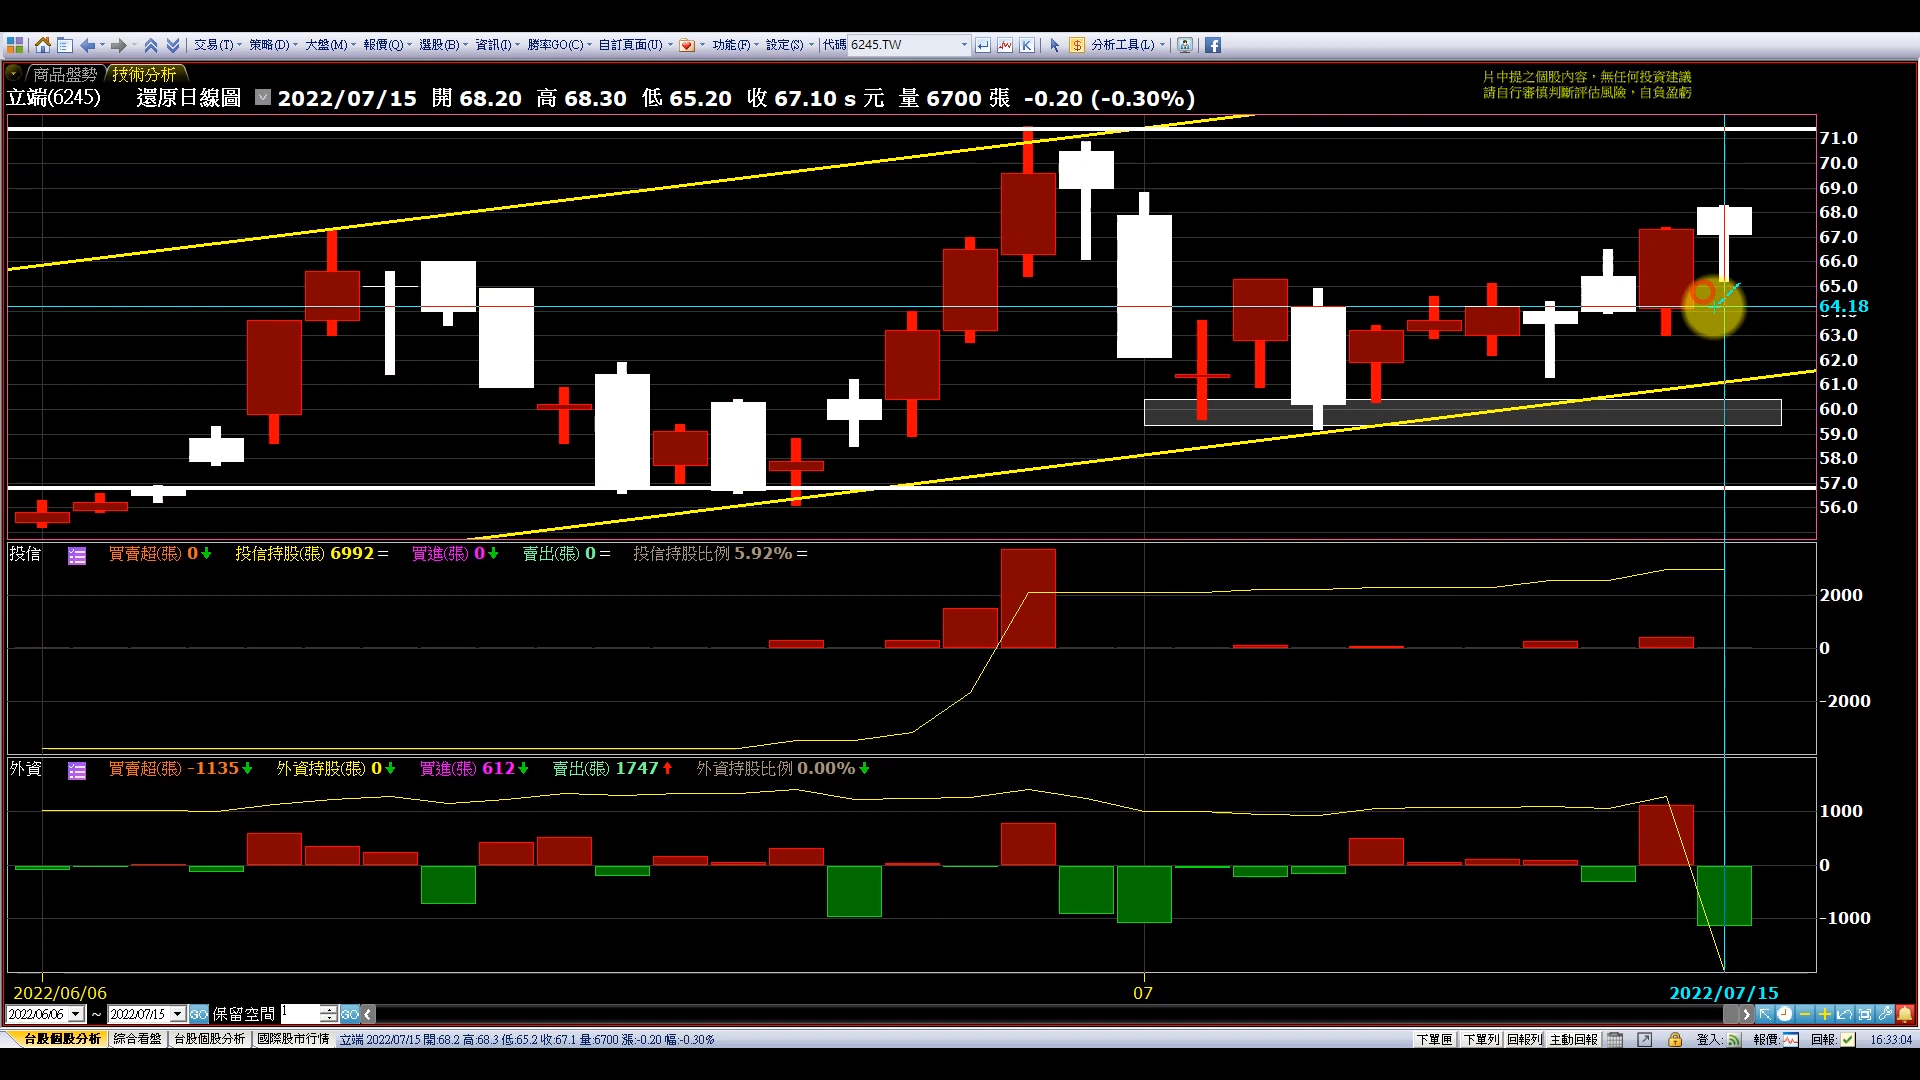 交易(T) 策略(D) 大盤(M) 報價(Q) 選股(B) 資訊(I) 勝率GO(C) 自訂頁面(U) 功能(F) 設定(S) 代碼 6245.TW K $ 分析工具(L)
商品盤勢 技術分析
片中提之個股內容，無任何投資建議
請自行審慎判斷評估風險，自負盈虧
立端(6245) 還原日線圖 2022/07/15 開 68.20 高 68.30 低 65.20 收 67.10 s 元 量 6700 張 -0.20 (-0.30%)
71.0
70.0
69.0
68.0
67.0
66.0
65.0
64.18
63.0
62.0
61.0
60.0
59.0
58.0
57.0
56.0
投信 買賣超(張) 0 投信持股(張) 6992 = 買進(張) 0 賣出(張) 0 = 投信持股比例 5.92% =
2000
0
-2000
外資 買賣超(張) -1135 外資持股(張) 0 買進(張) 612 賣出(張) 1747 外資持股比例 0.00%
1000
0
-1000
2022/06/06 07 2022/07/15
2022/06/06 ~ 2022/07/15 GO 保留空間 1 GO
台股個股分析 綜合看盤 台股個股分析 國際股市行情 立端 2022/07/15 開:68.2 高:68.3 低:65.2 收:67.1 量:6700 漲:-0.20 幅:-0.30% 下單匣 下單列 回報列 主動回報 登入: 報價: 回報: 16:33:04